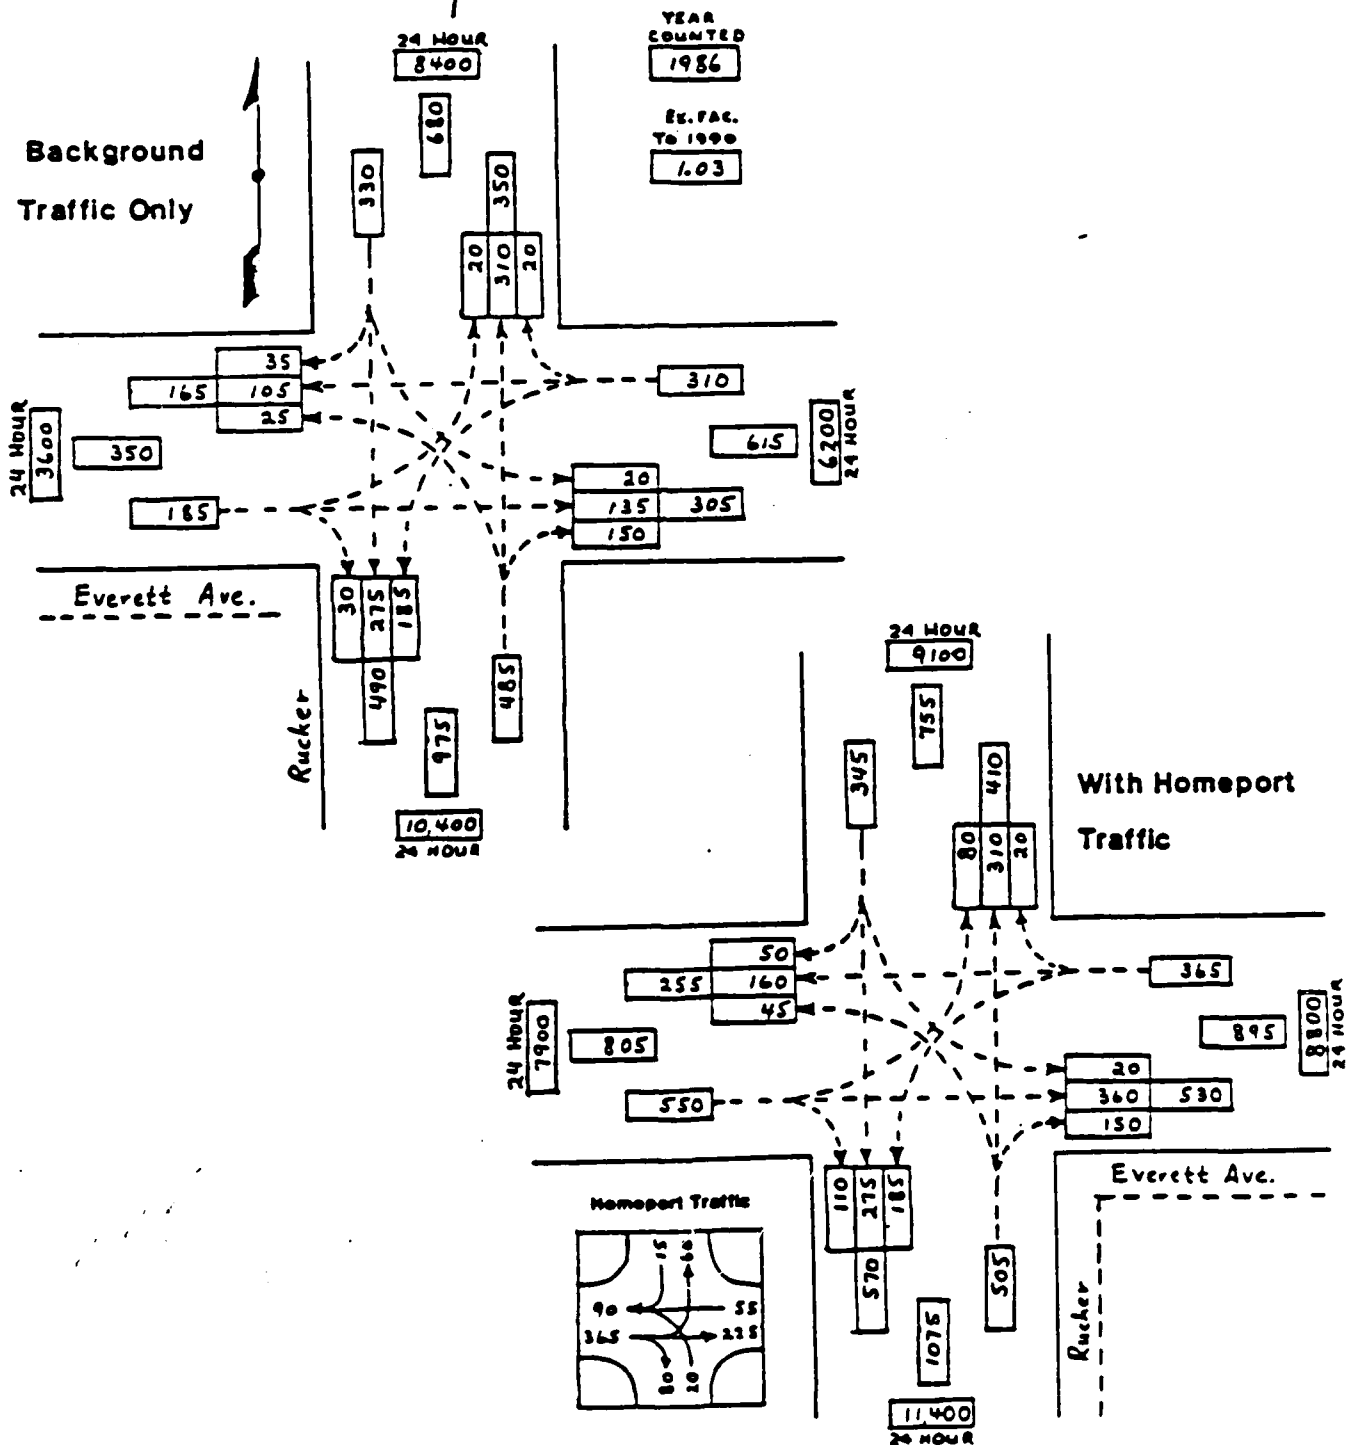 24 HOUR
8400
680
YEAR
COUNTED
1986
EX. FAC.
To 1990
1.03
Background
Traffic Only
330
350
20 310 20
35
165 105
25
310
24 HOUR
3600
350
615
6200
24 HOUR
185
20
135 305
150
Everett Ave.
30 275 185
490
485
975
Rucker
10,400
24 HOUR
24 HOUR
9100
755
345
410
80 310 20
With Homeport
Traffic
50
255 160
45
365
24 HOUR
7900
805
895
8800
24 HOUR
550
20
360 530
150
110 275 185
570
505
1075
Everett Ave.
Rucker
11,400
24 HOUR
Homeport Traffic
15 60
90 55
365 225
80 20